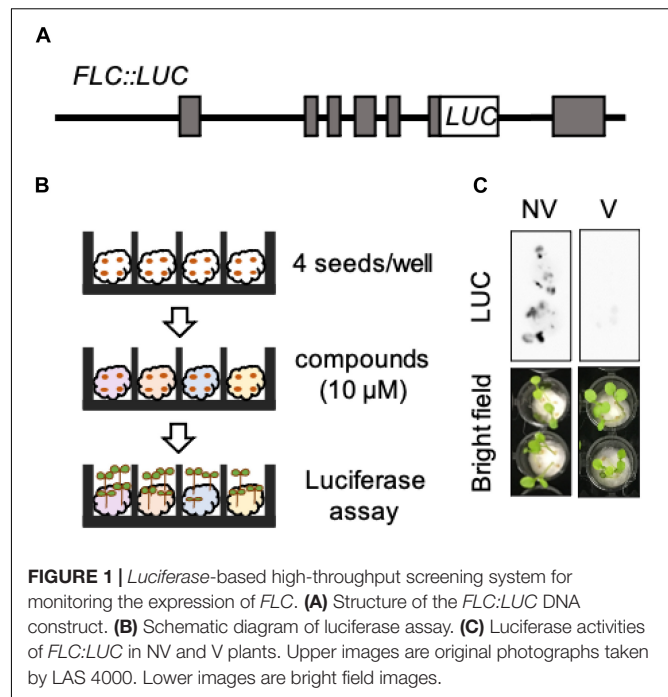 A
FLC::LUC
LUC
B
4 seeds/well
compounds
(10 μM)
Luciferase
assay
C
NV V
LUC
Bright field
FIGURE 1 | Luciferase-based high-throughput screening system for
monitoring the expression of FLC. (A) Structure of the FLC:LUC DNA
construct. (B) Schematic diagram of luciferase assay. (C) Luciferase activities
of FLC:LUC in NV and V plants. Upper images are original photographs taken
by LAS 4000. Lower images are bright field images.